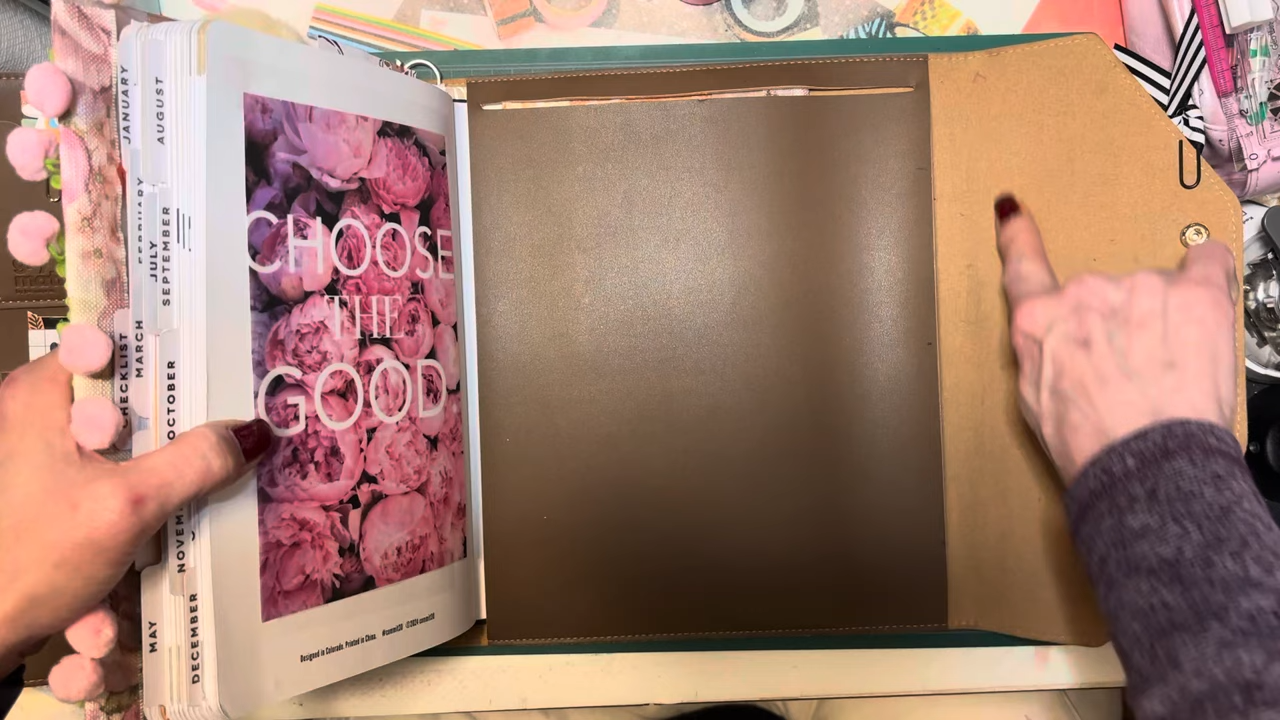 JANUARY
AUGUST
FEBRUARY
JULY
SEPTEMBER
CHECKLIST
MARCH
OCTOBER
MAY
DECEMBER
CHOOSE
THE
GOOD
Designed in Colorado. Printed in China.